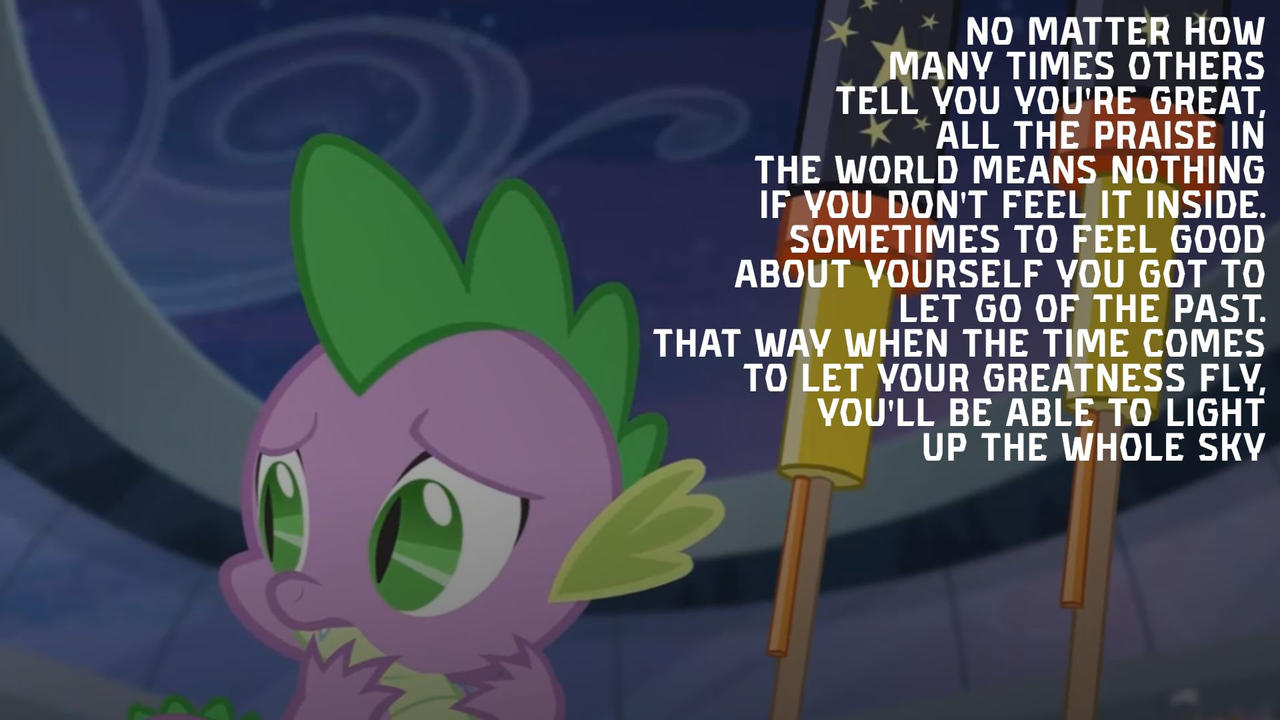 NO MATTER HOW
MANY TIMES OTHERS
TELL YOU YOU'RE GREAT,
ALL THE PRAISE IN
THE WORLD MEANS NOTHING
IF YOU DON'T FEEL IT INSIDE.
SOMETIMES TO FEEL GOOD
ABOUT YOURSELF YOU GOT TO
LET GO OF THE PAST.
THAT WAY WHEN THE TIME COMES
TO LET YOUR GREATNESS FLY,
YOU'LL BE ABLE TO LIGHT
UP THE WHOLE SKY